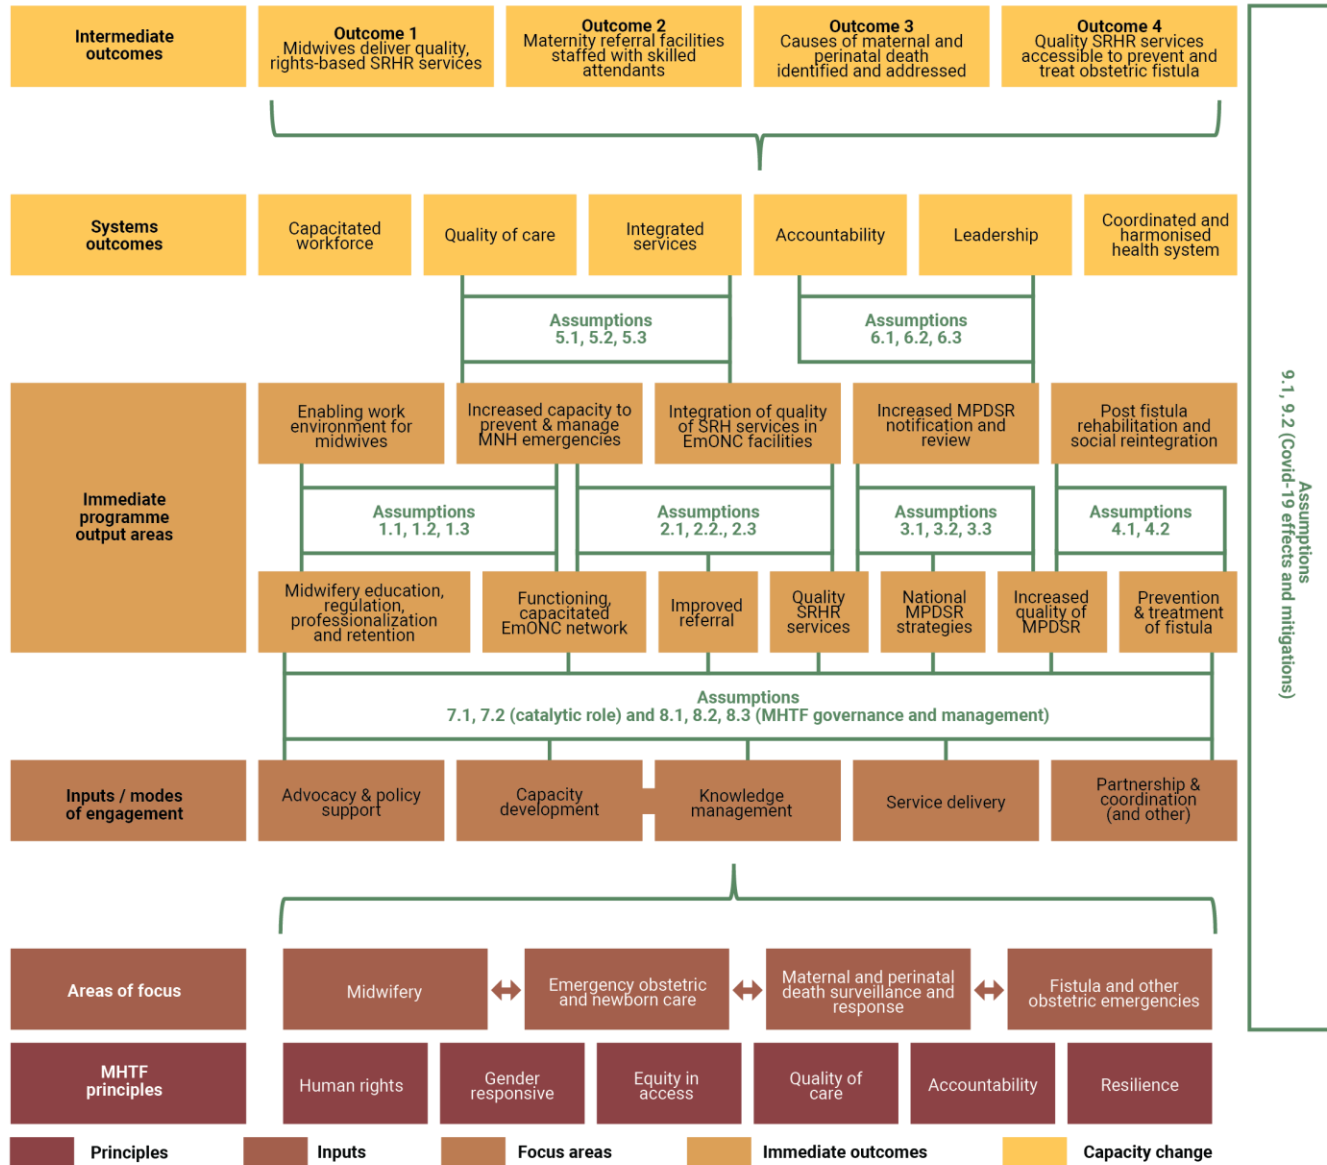 Intermediate
outcomes
Outcome 1
Midwives deliver quality,
rights-based SRHR services
Outcome 2
Maternity referral facilities
staffed with skilled
attendants
Outcome 3
Causes of maternal and
perinatal death
identified and addressed
Outcome 4
Quality SRHR services
accessible to prevent and
treat obstetric fistula
Systems
outcomes
Capacitated
workforce
Quality of care
Integrated
services
Accountability
Leadership
Coordinated and
harmonised
health system
Assumptions
5.1, 5.2, 5.3
Assumptions
6.1, 6.2, 6.3
Immediate
programme
output areas
Enabling work
environment for
midwives
Increased capacity to
prevent & manage
MNH emergencies
Integration of quality
of SRH services in
EmONC facilities
Increased MPDSR
notification and
review
Post fistula
rehabilitation and
social reintegration
Assumptions
1.1, 1.2, 1.3
Assumptions
2.1, 2.2., 2.3
Assumptions
3.1, 3.2, 3.3
Assumptions
4.1, 4.2
Midwifery education,
regulation,
professionalization
and retention
Functioning,
capacitated
EmONC network
Improved
referral
Quality
SRHR
services
National
MPDSR
strategies
Increased
quality of
MPDSR
Prevention
& treatment
of fistula
Assumptions
7.1, 7.2 (catalytic role) and 8.1, 8.2, 8.3 (MHTF governance and management)
Inputs / modes
of engagement
Advocacy & policy
support
Capacity
development
Knowledge
management
Service delivery
Partnership &
coordination
(and other)
Areas of focus
Midwifery
Emergency obstetric
and newborn care
Maternal and perinatal
death surveillance and
response
Fistula and other
obstetric emergencies
MHTF
principles
Human rights
Gender
responsive
Equity in
access
Quality of
care
Accountability
Resilience
Assumptions
9.1, 9.2 (Covid-19 effects and mitigations)
Principles
Inputs
Focus areas
Immediate outcomes
Capacity change